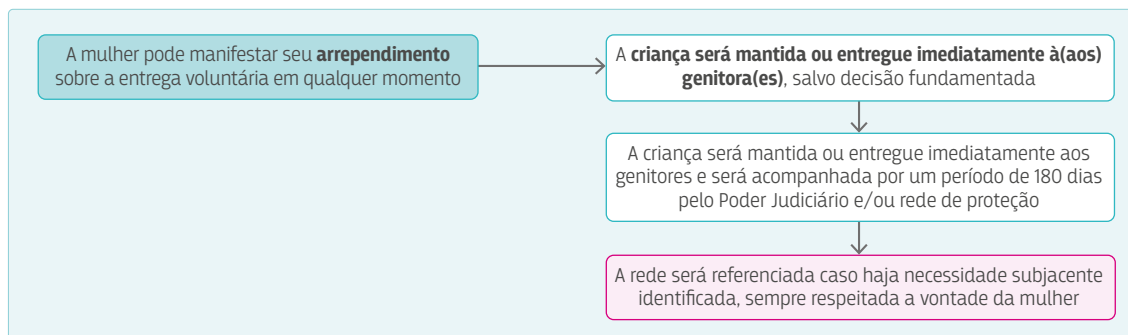 A mulher pode manifestar seu arrependimento
sobre a entrega voluntária em qualquer momento
A criança será mantida ou entregue imediatamente à(aos)
genitora(es), salvo decisão fundamentada
A criança será mantida ou entregue imediatamente aos
genitores e será acompanhada por um período de 180 dias
pelo Poder Judiciário e/ou rede de proteção
A rede será referenciada caso haja necessidade subjacente
identificada, sempre respeitada a vontade da mulher